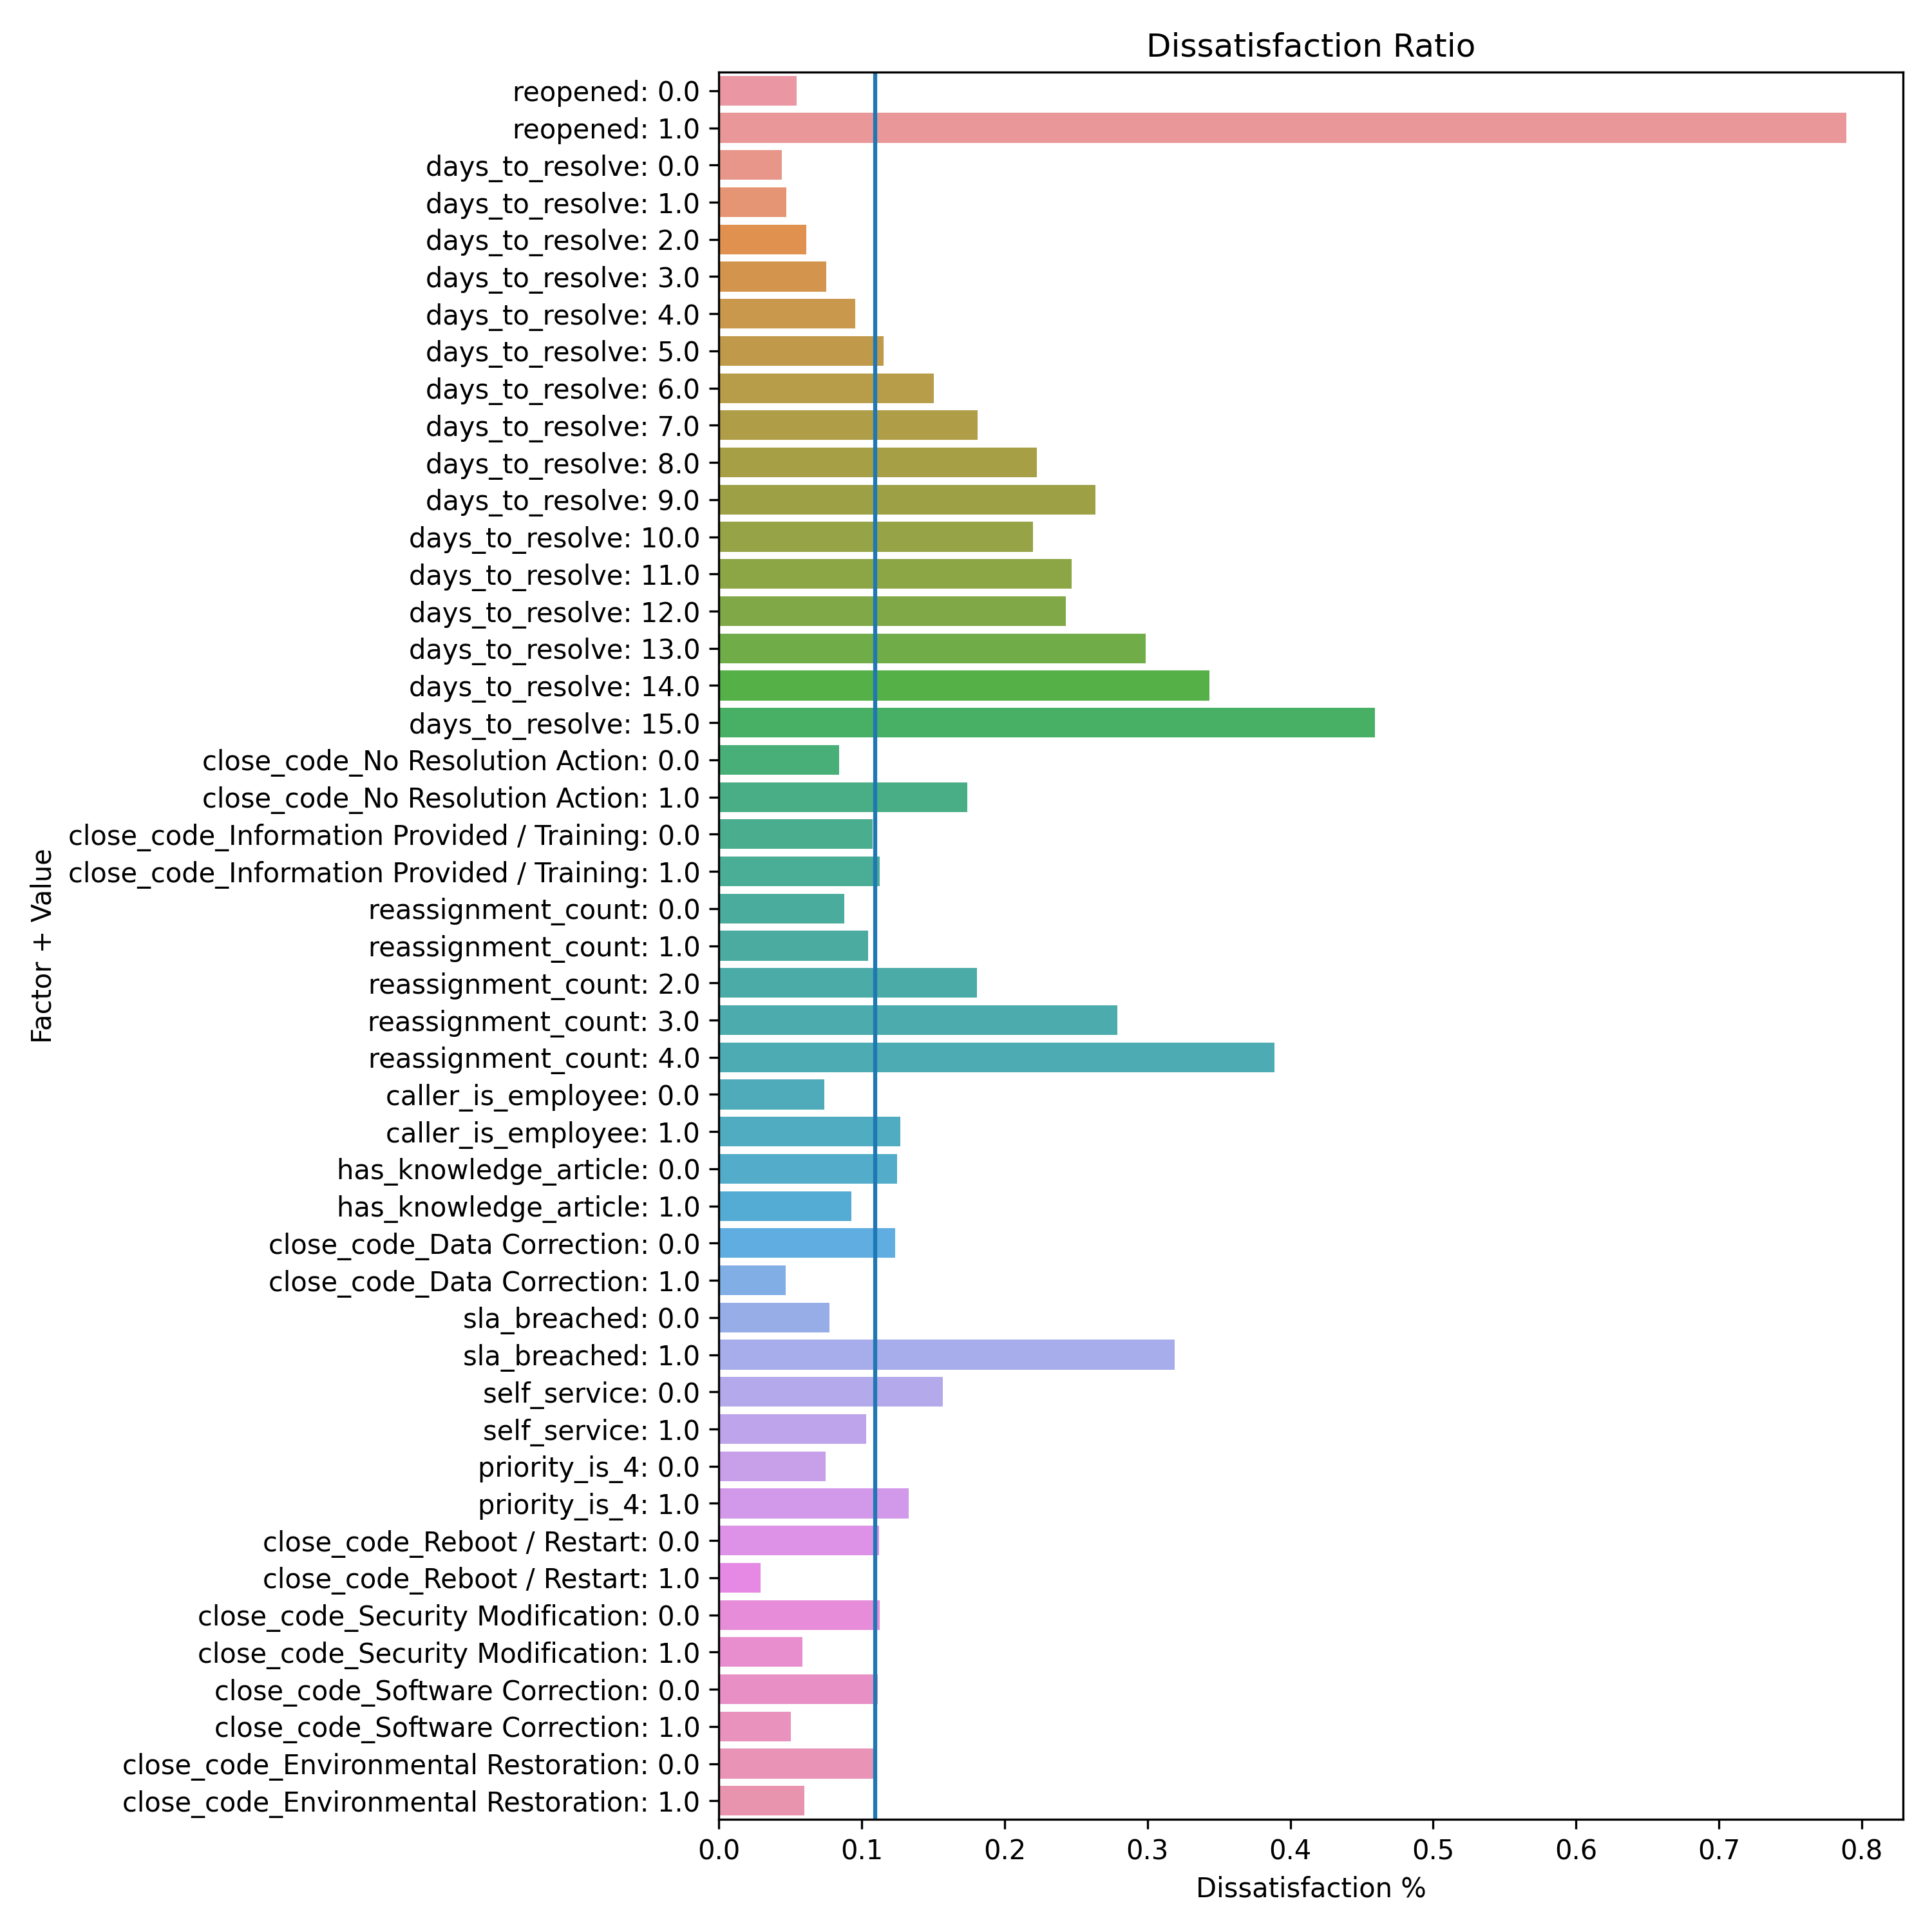 Dissatisfaction Ratio
reopened: 0.0
reopened: 1.0
days_to_resolve: 0.0
days_to_resolve: 1.0
days_to_resolve: 2.0
days_to_resolve: 3.0
days_to_resolve: 4.0
days_to_resolve: 5.0
days_to_resolve: 6.0
days_to_resolve: 7.0
days_to_resolve: 8.0
days_to_resolve: 9.0
days_to_resolve: 10.0
days_to_resolve: 11.0
days_to_resolve: 12.0
days_to_resolve: 13.0
days_to_resolve: 14.0
days_to_resolve: 15.0
close_code_No Resolution Action: 0.0
close_code_No Resolution Action: 1.0
close_code_Information Provided / Training: 0.0
close_code_Information Provided / Training: 1.0
reassignment_count: 0.0
reassignment_count: 1.0
reassignment_count: 2.0
reassignment_count: 3.0
reassignment_count: 4.0
caller_is_employee: 0.0
caller_is_employee: 1.0
has_knowledge_article: 0.0
has_knowledge_article: 1.0
close_code_Data Correction: 0.0
close_code_Data Correction: 1.0
sla_breached: 0.0
sla_breached: 1.0
self_service: 0.0
self_service: 1.0
priority_is_4: 0.0
priority_is_4: 1.0
close_code_Reboot / Restart: 0.0
close_code_Reboot / Restart: 1.0
close_code_Security Modification: 0.0
close_code_Security Modification: 1.0
close_code_Software Correction: 0.0
close_code_Software Correction: 1.0
close_code_Environmental Restoration: 0.0
close_code_Environmental Restoration: 1.0
Factor + Value
0.0 0.1 0.2 0.3 0.4 0.5 0.6 0.7 0.8
Dissatisfaction %